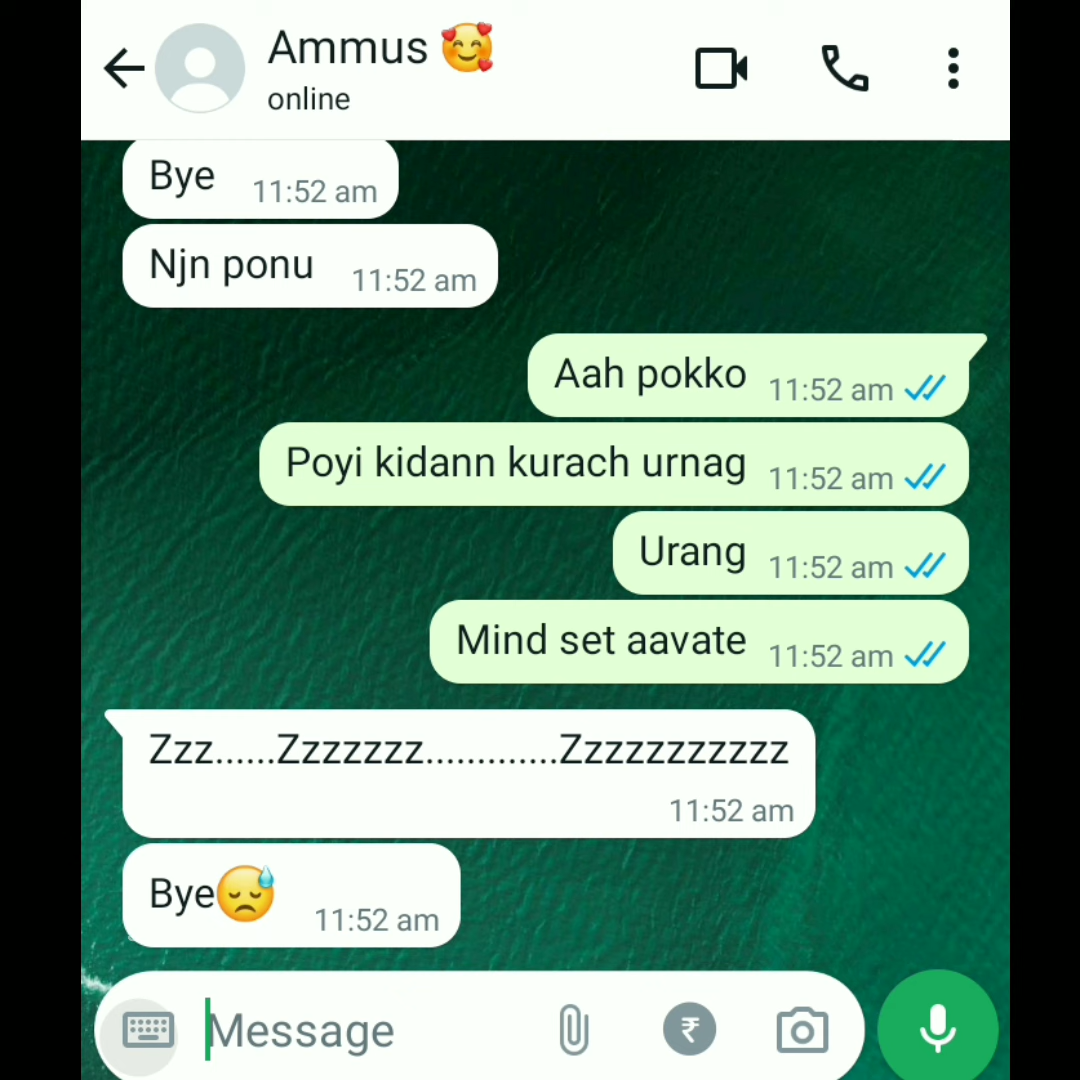 Ammus 🥰
online
Bye 11:52 am
Njn ponu 11:52 am
Aah pokko 11:52 am
Poyi kidann kurach urnag 11:52 am
Urang 11:52 am
Mind set aavate 11:52 am
Zzz......Zzzzzzz............Zzzzzzzzzzz
11:52 am
Bye😓 11:52 am
Message
₹